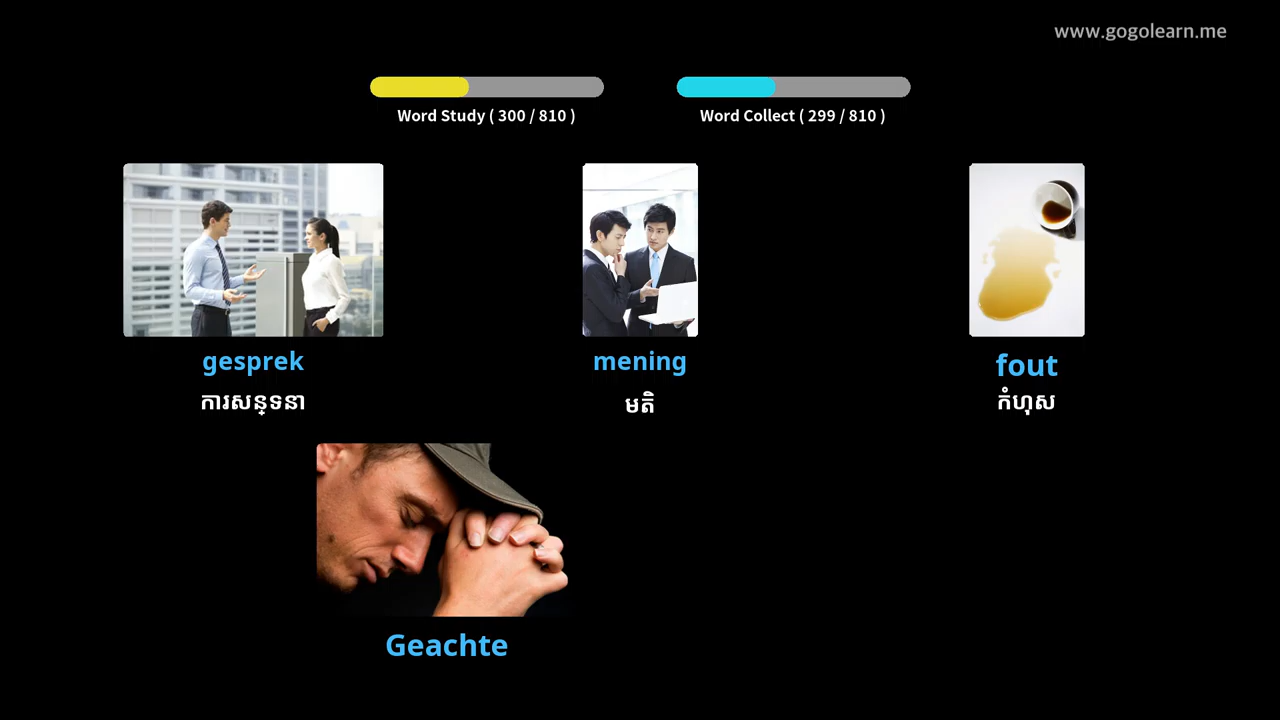 www.gogolearn.me
Word Study ( 300 / 810 )
Word Collect ( 299 / 810 )
gesprek
mening
fout
ការសន្ទនា
មតិ
កំហុស
Geachte